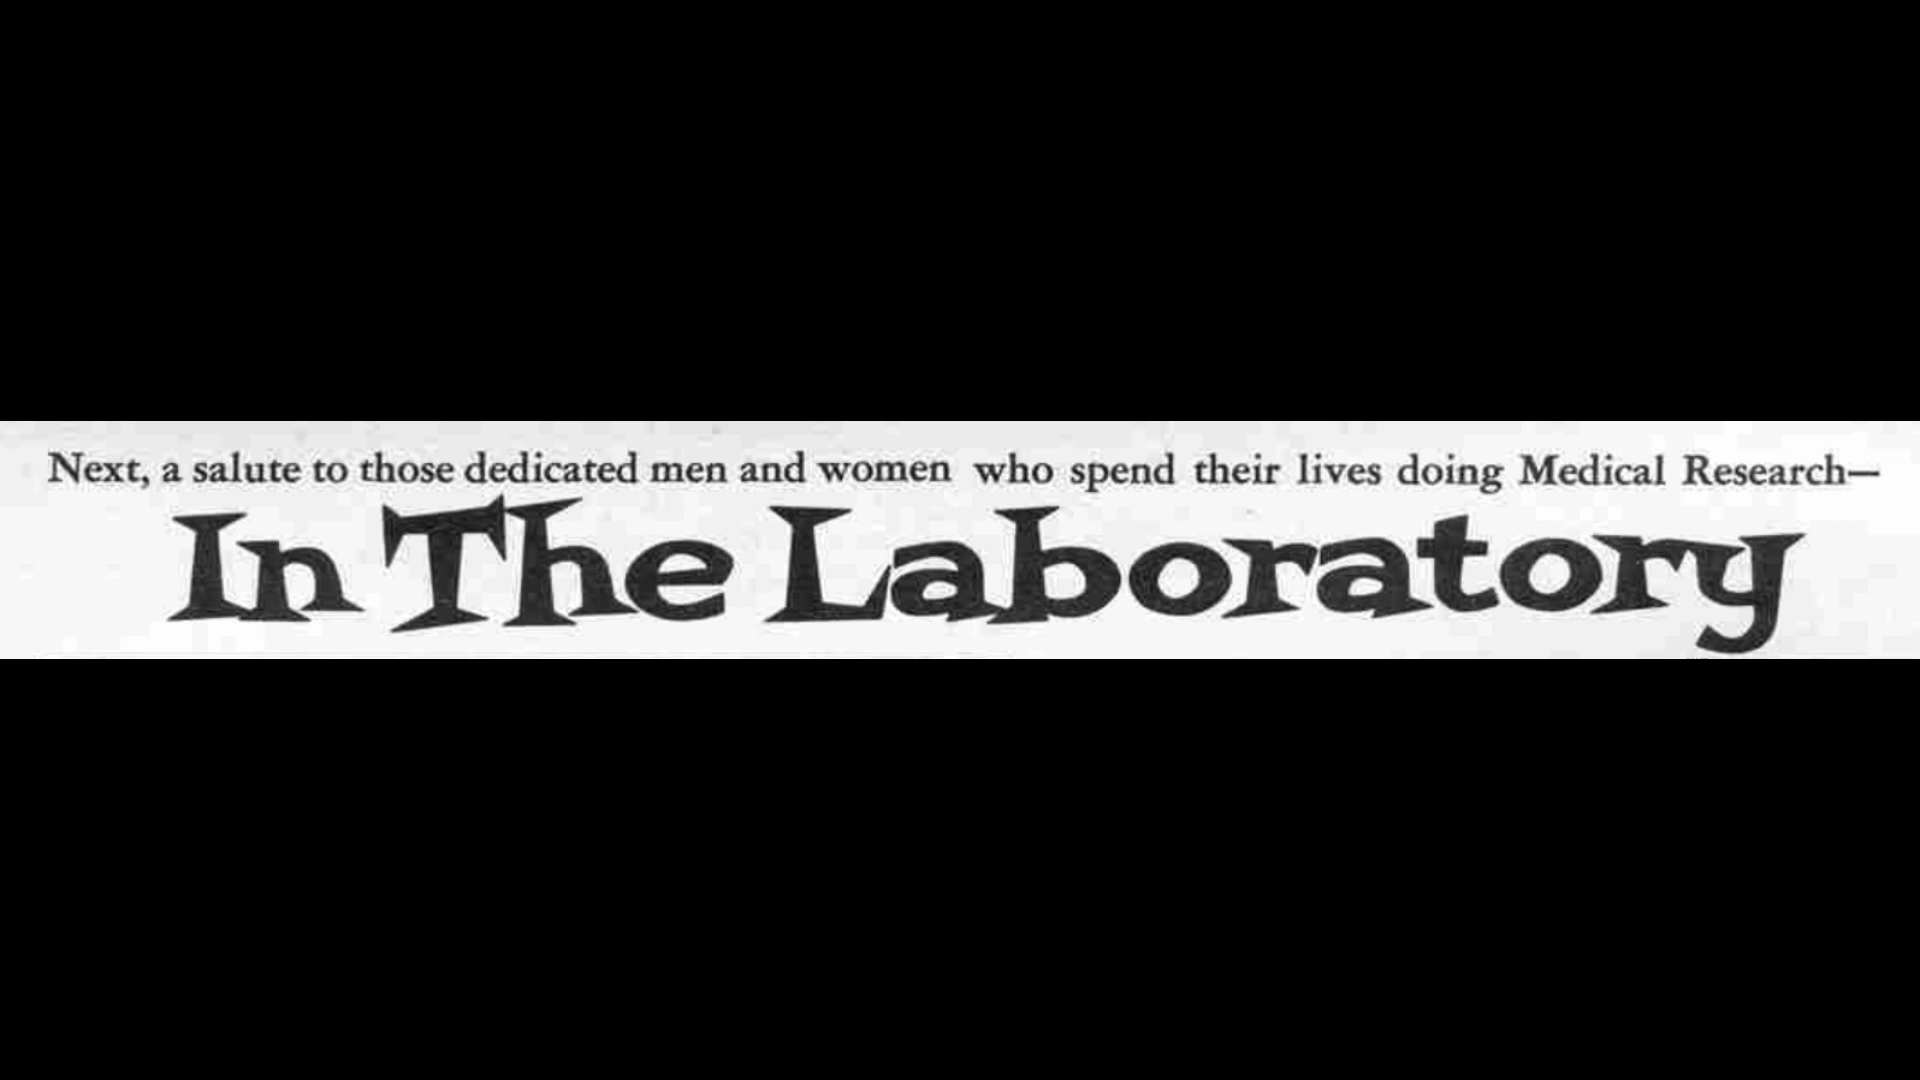 Next, a salute to those dedicated men and women who spend their lives doing Medical Research—
In The Laboratory